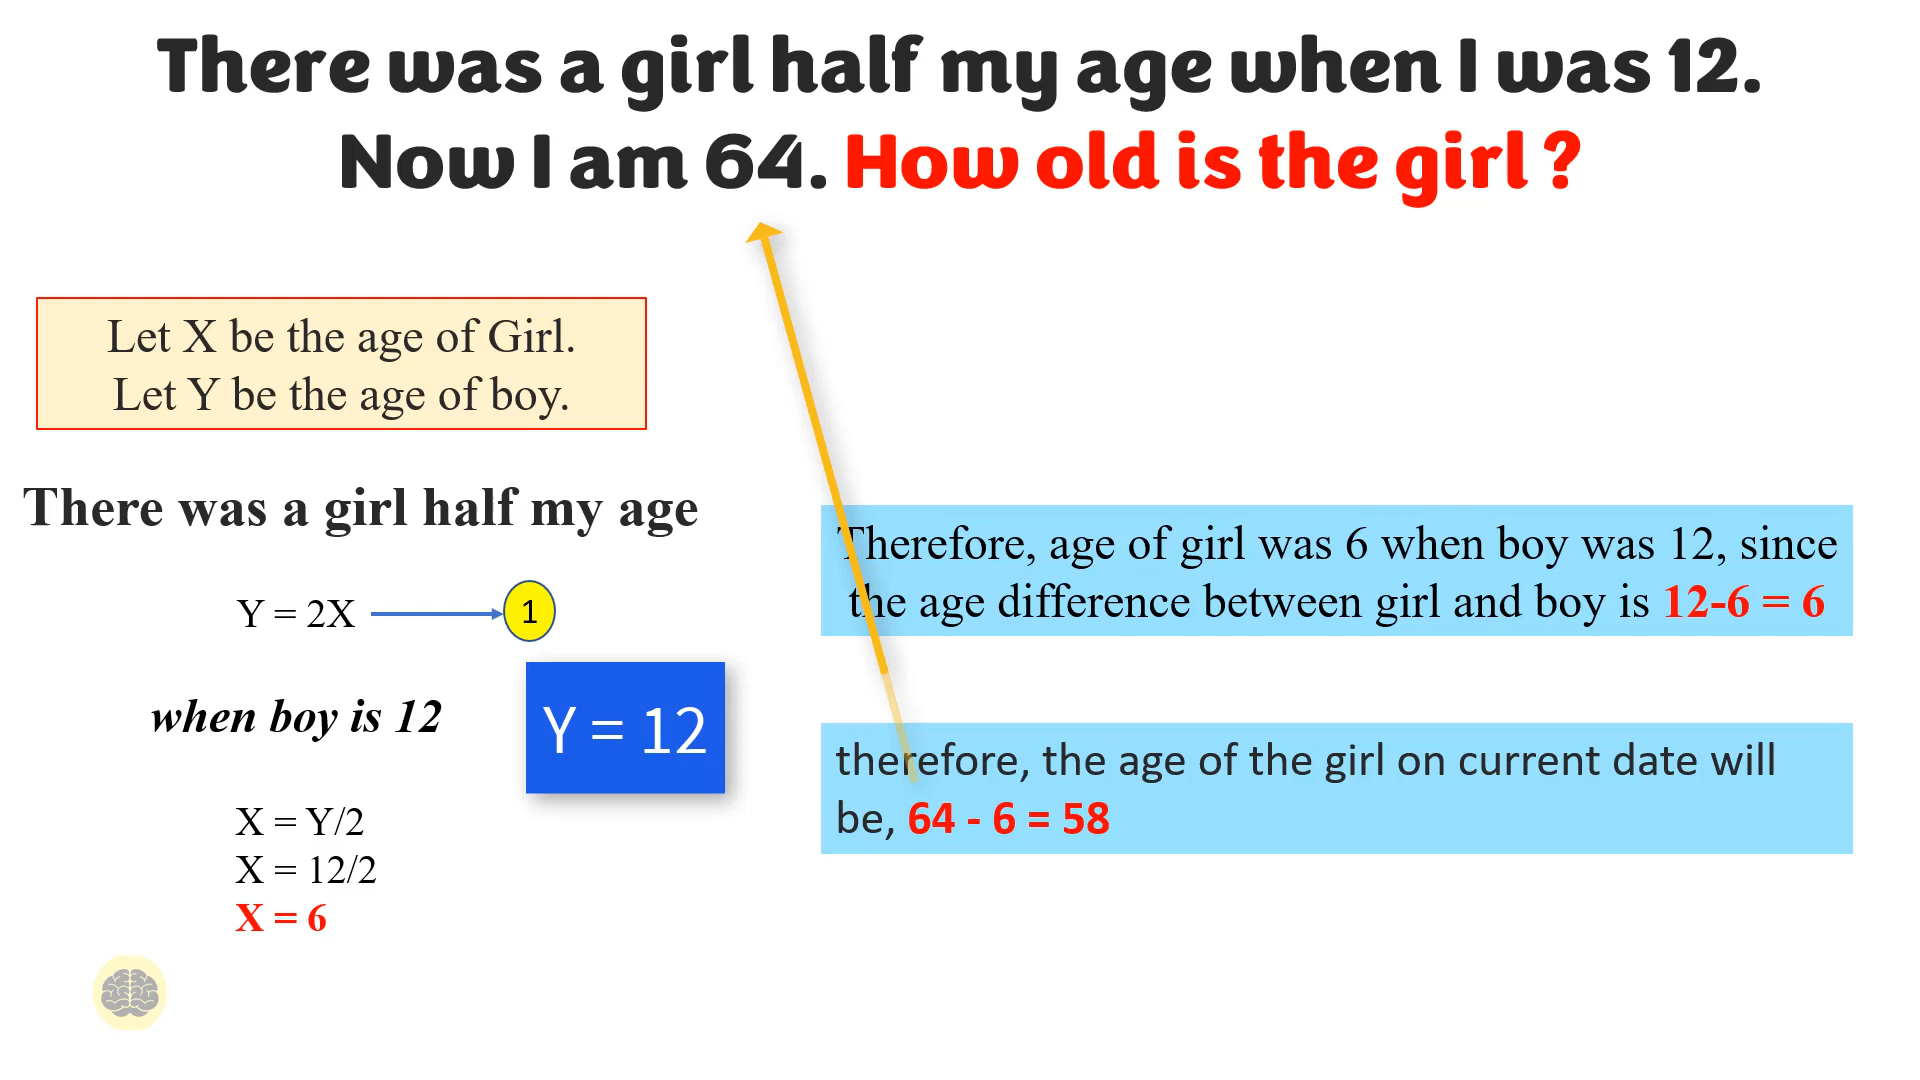 There was a girl half my age when I was 12.
Now I am 64. How old is the girl ?
Let X be the age of Girl.
Let Y be the age of boy.
There was a girl half my age
Y = 2X
1
when boy is 12
Y = 12
X = Y/2
X = 12/2
X = 6
Therefore, age of girl was 6 when boy was 12, since
the age difference between girl and boy is 12-6 = 6
therefore, the age of the girl on current date will
be, 64 - 6 = 58